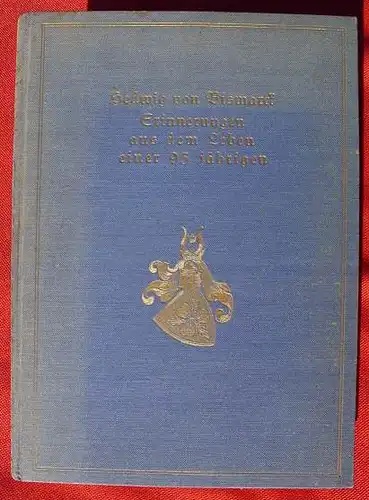 Hedwig von Bismarck
Erinnerungen
aus dem Leben
einer 95 jährigen